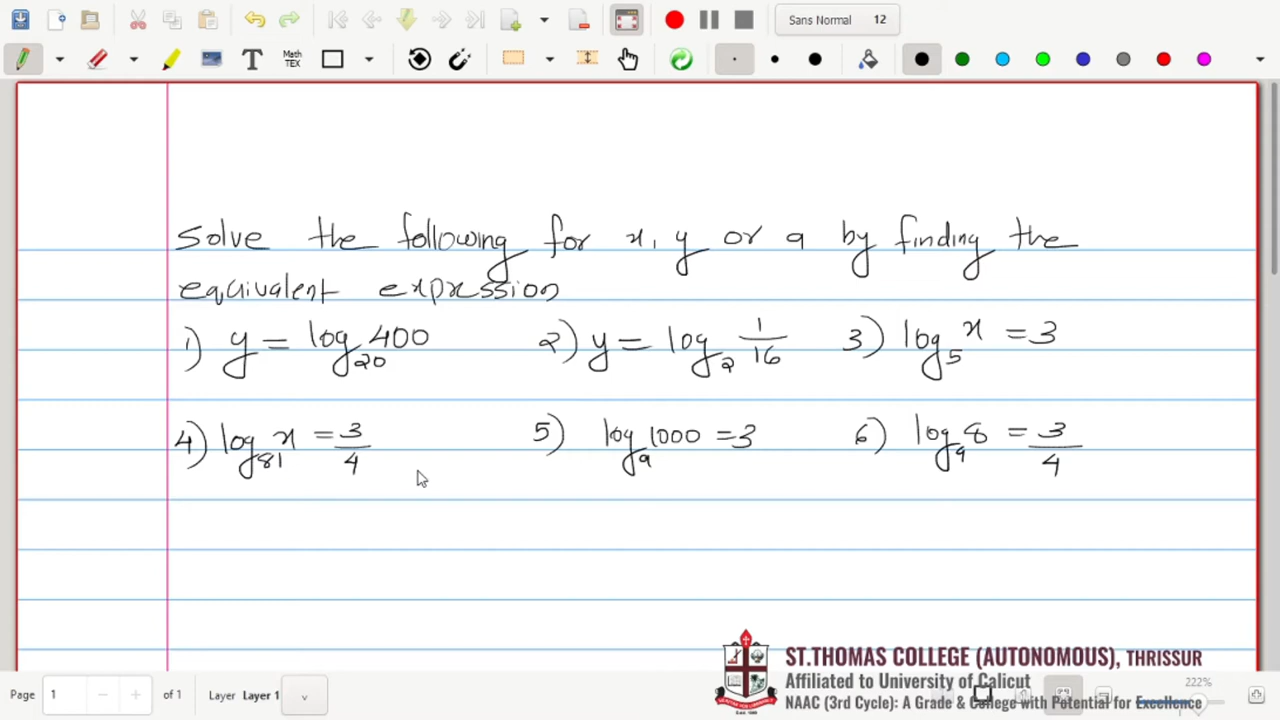 Sans Normal 12
T Math TEX
Solve the following for x, y or a by finding the
equivalent expression
1) y = log₂₀ 400 2) y = log₂ 1/16 3) log₅ x = 3
4) log₈₁ x = 3/4 5) logₐ 1000 = 3 6) logₐ 8 = 3/4
ST.THOMAS COLLEGE (AUTONOMOUS), THRISSUR
Affiliated to University of Calicut
NAAC (3rd Cycle): A Grade & College with Potential for Excellence
Page 1 of 1 Layer Layer 1 222%